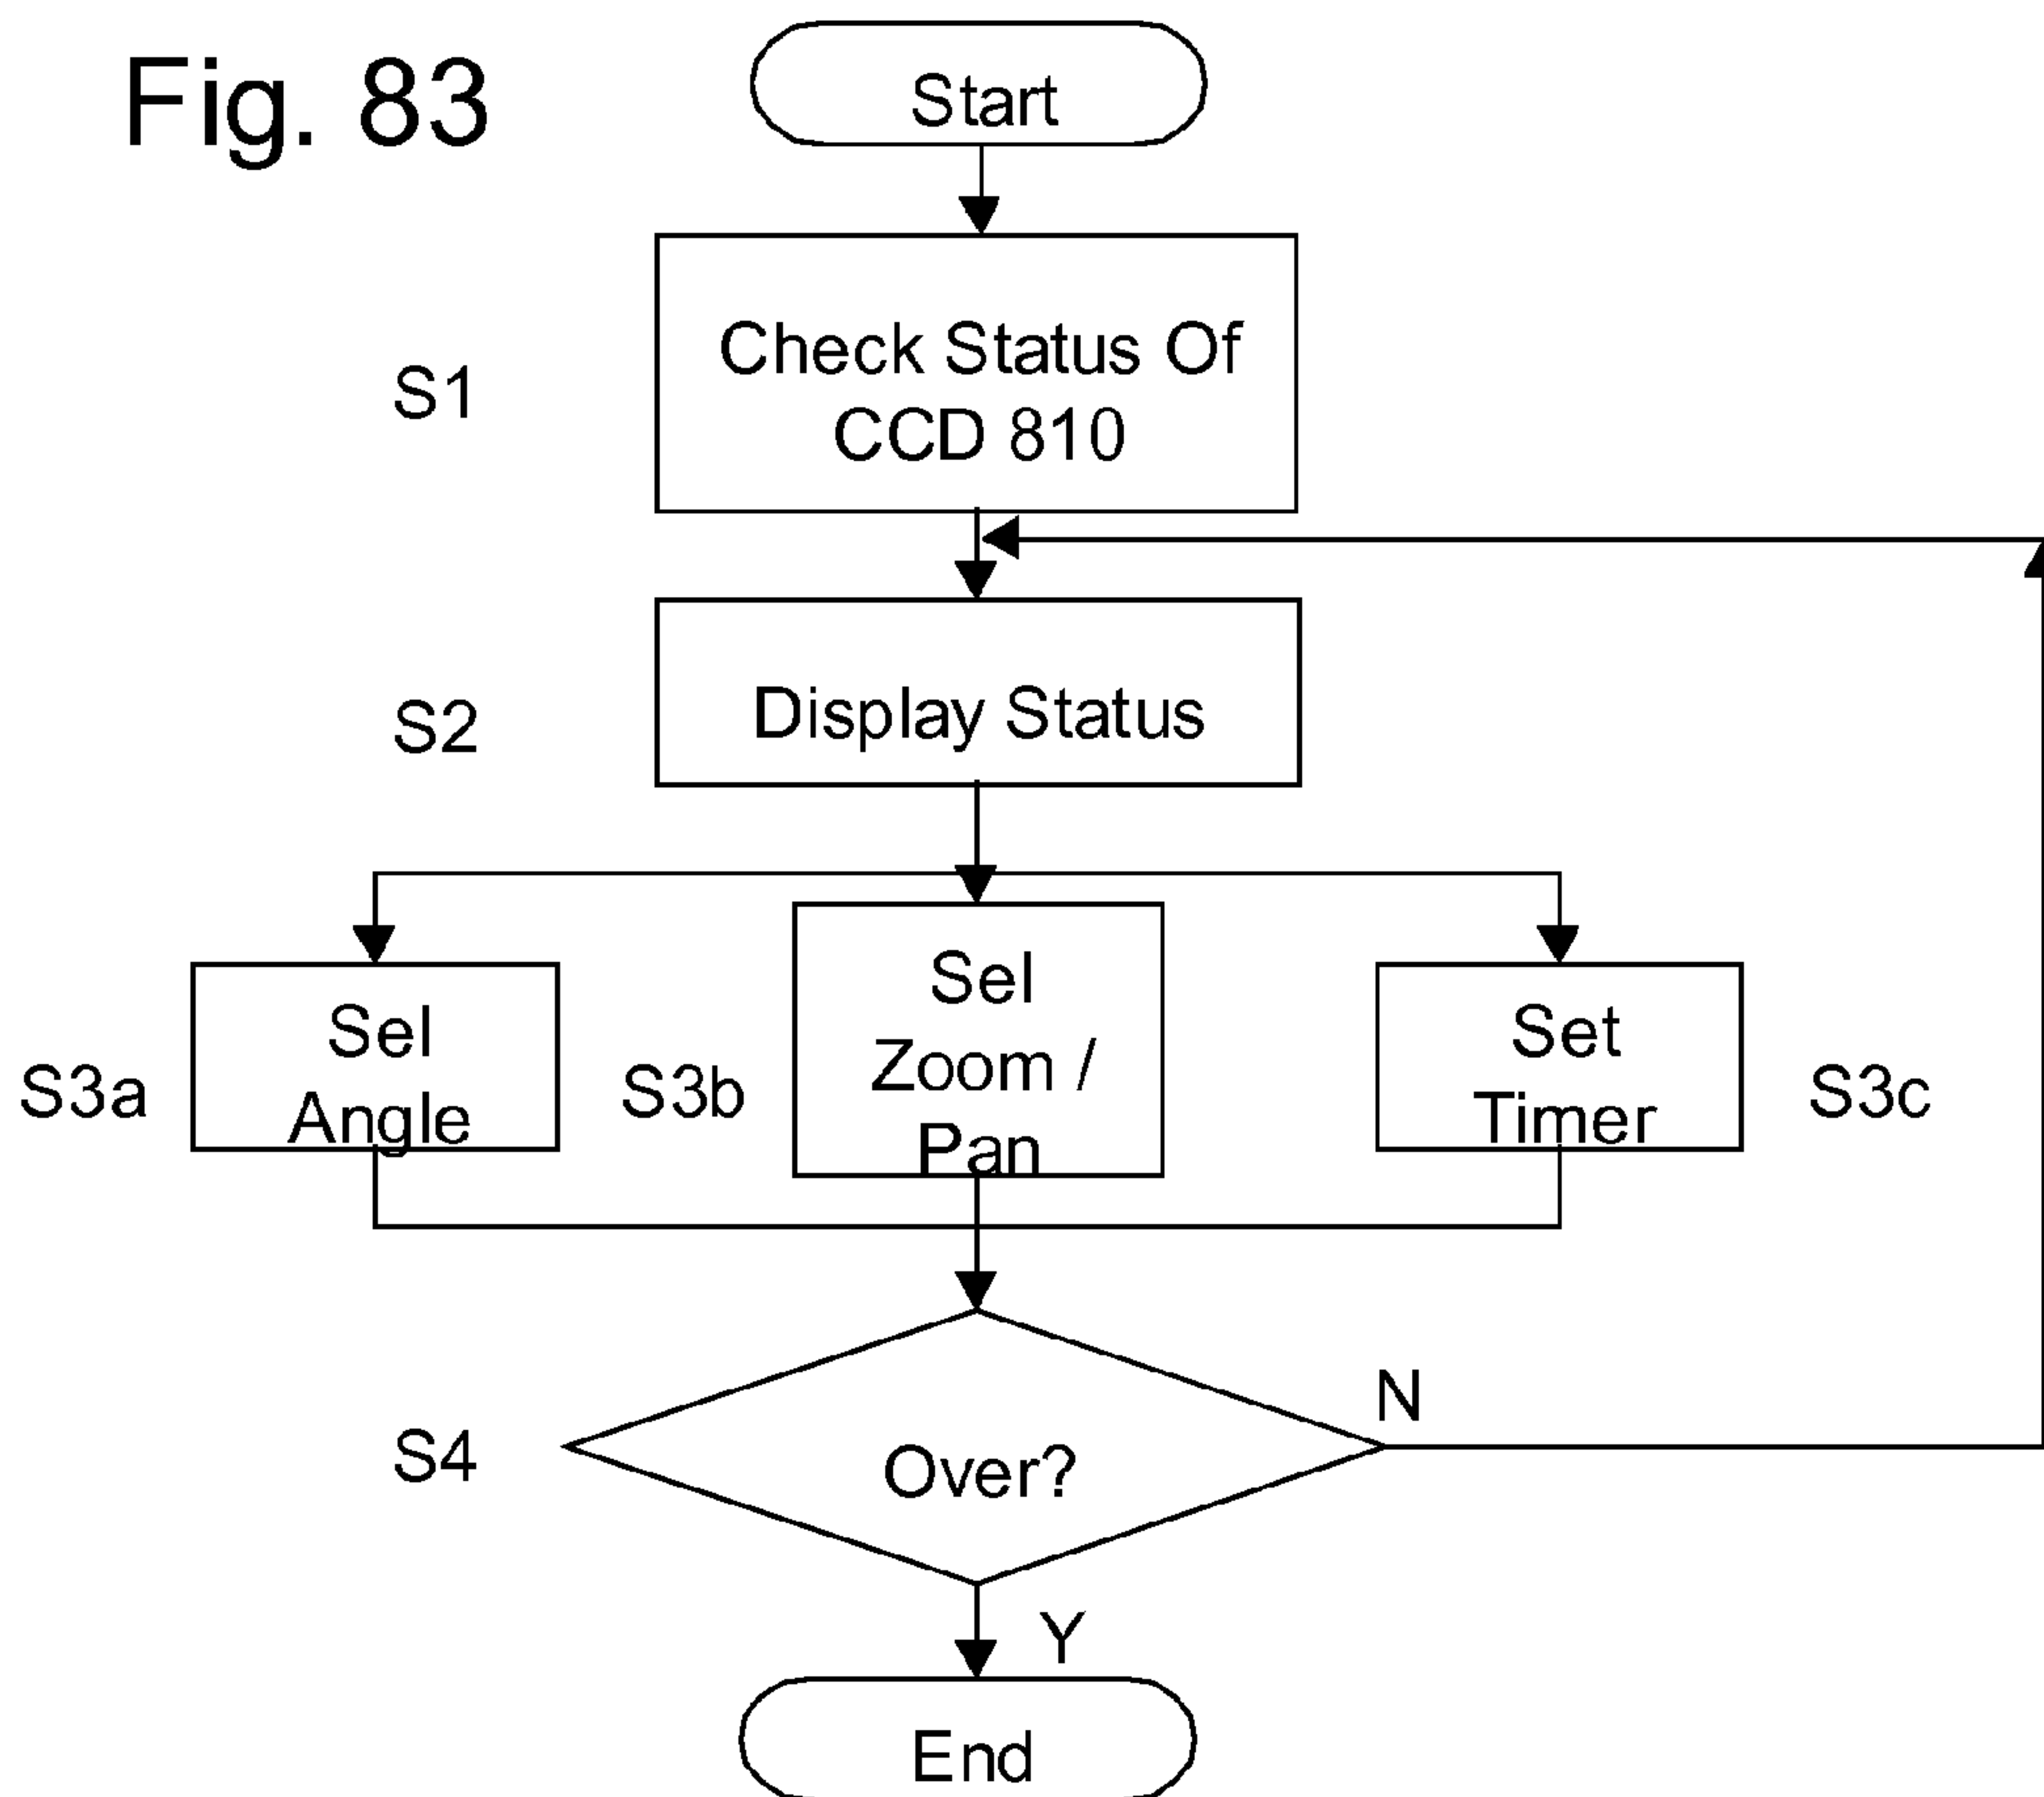 Fig. 83
Start
S1
Check Status Of
CCD 810
S2
Display Status
S3a
Sel
Angle
S3b
Sel
Zoom /
Pan
Set
Timer
S3c
S4
Over?
N
Y
End